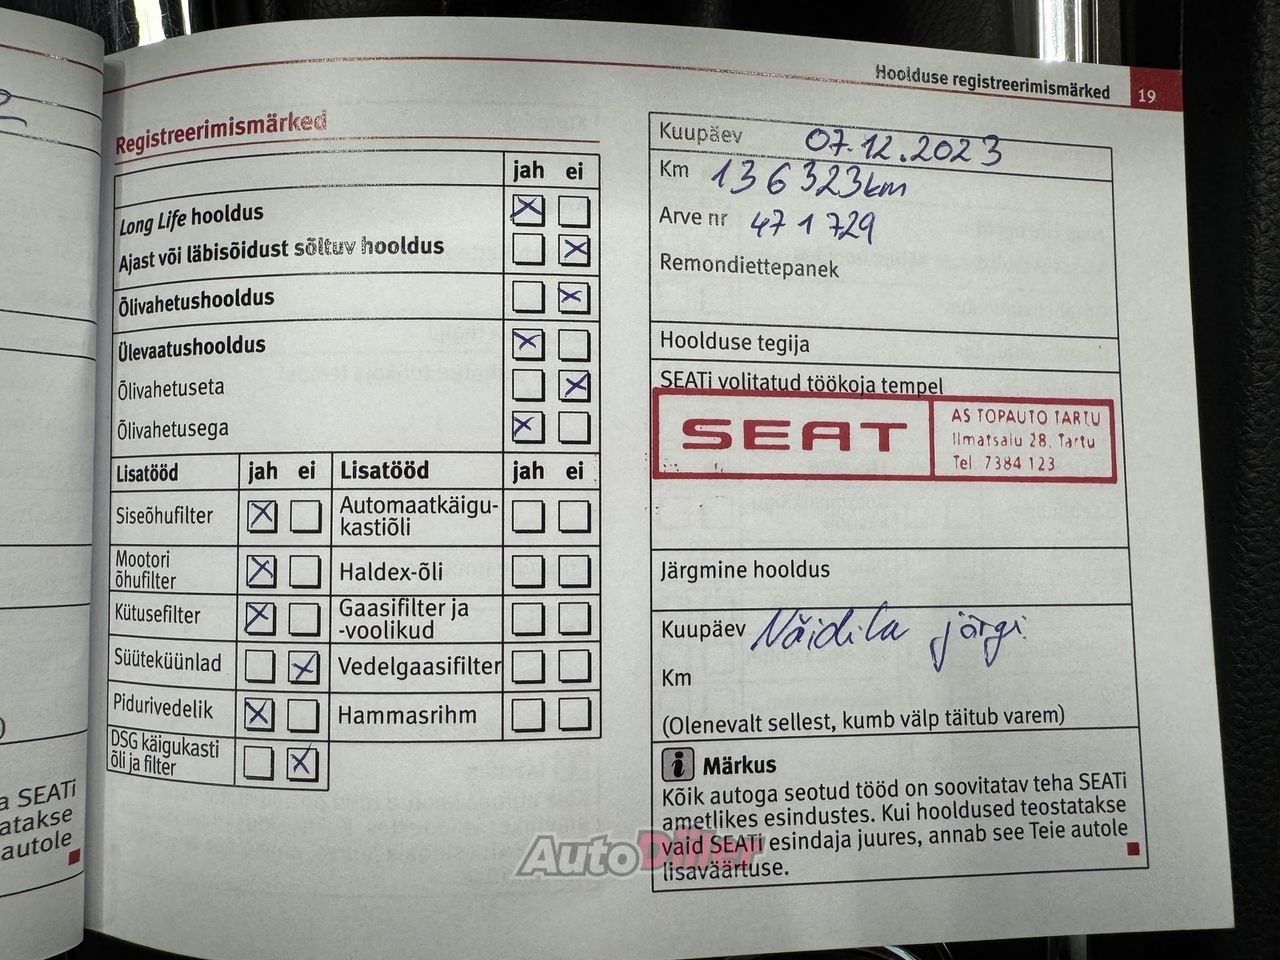 Hoolduse registreerimismärked 19
Registreerimismärked
jah ei
Long Life hooldus
Ajast või läbisõidust sõltuv hooldus
Õlivahetushooldus
Ülevaatushooldus
Õlivahetuseta
Õlivahetusega
Lisatööd jah ei Lisatööd jah ei
Siseõhufilter Automaatkäigu-
kastiõli
Mootori
õhufilter Haldex-õli
Kütusefilter Gaasifilter ja
-voolikud
Süüteküünlad Vedelgaasifilter
Pidurivedelik Hammasrihm
DSG käigukasti
õli ja filter
Kuupäev 07.12.2023
Km 136323km
Arve nr 471729
Remondiettepanek
Hoolduse tegija
SEATi volitatud töökoja tempel
SEAT
AS TOPAUTO TARTU
Ilmatsalu 28, Tartu
Tel 7384 123
Järgmine hooldus
Kuupäev Näidiku järgi
Km
(Olenevalt sellest, kumb välp täitub varem)
i Märkus
Kõik autoga seotud tööd on soovitatav teha SEATi
ametlikes esindustes. Kui hooldused teostatakse
vaid SEATi esindaja juures, annab see Teie autole
lisaväärtuse.
a SEATi
atakse
autole
AutoDiiler